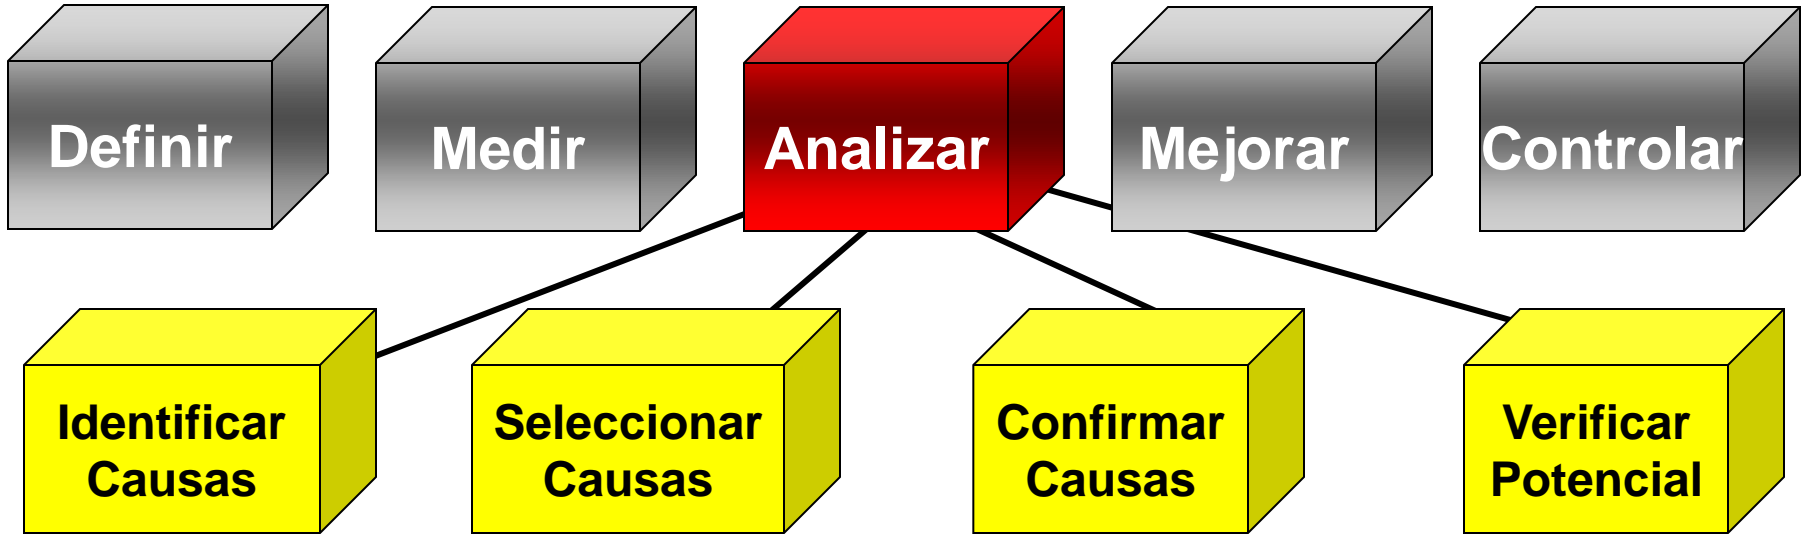 Definir
Medir
Analizar
Mejorar
Controlar
Identificar
Causas
Seleccionar
Causas
Confirmar
Causas
Verificar
Potencial